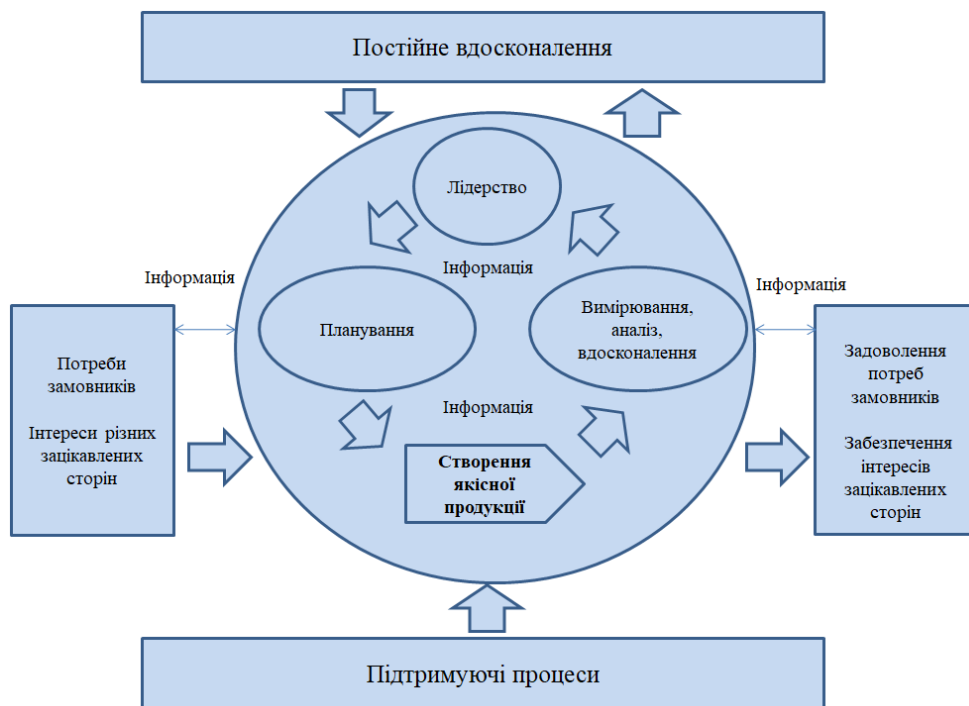 Постійне вдосконалення
Лідерство
Інформація
Інформація
Інформація
Планування
Вимірювання,
аналіз,
вдосконалення
Потреби
замовників
Інтереси різних
зацікавлених
сторін
Задоволення
потреб
замовників
Забезпечення
інтересів
зацікавлених
сторін
Інформація
Створення
якісної
продукції
Підтримуючі процеси